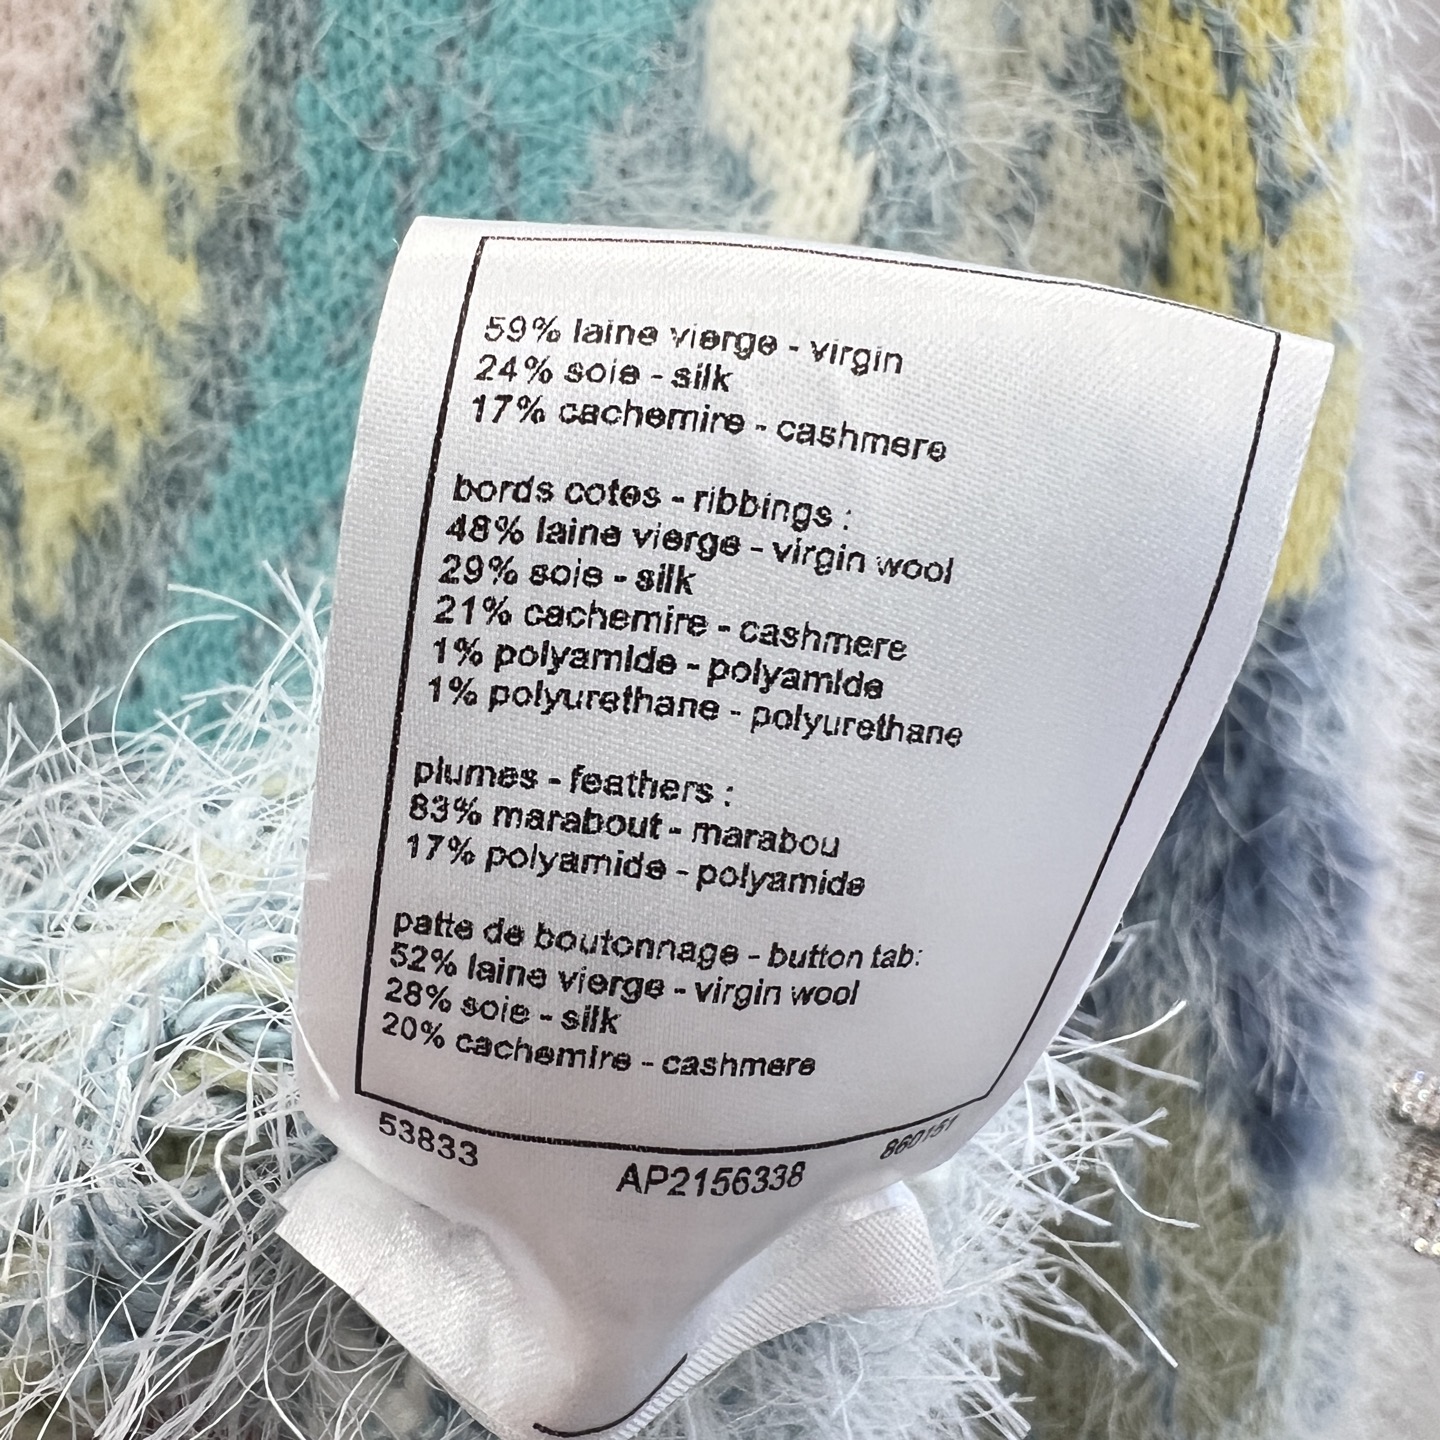 59% laine vierge - virgin
24% soie - silk
17% cachemire - cashmere
bords cotes - ribbings :
48% laine vierge - virgin wool
29% soie - silk
21% cachemire - cashmere
1% polyamide - polyamide
1% polyurethane - polyurethane
plumes - feathers :
83% marabout - marabou
17% polyamide - polyamide
patte de boutonnage - button tab:
52% laine vierge - virgin wool
28% soie - silk
20% cachemire - cashmere
53833
AP2156338
860151